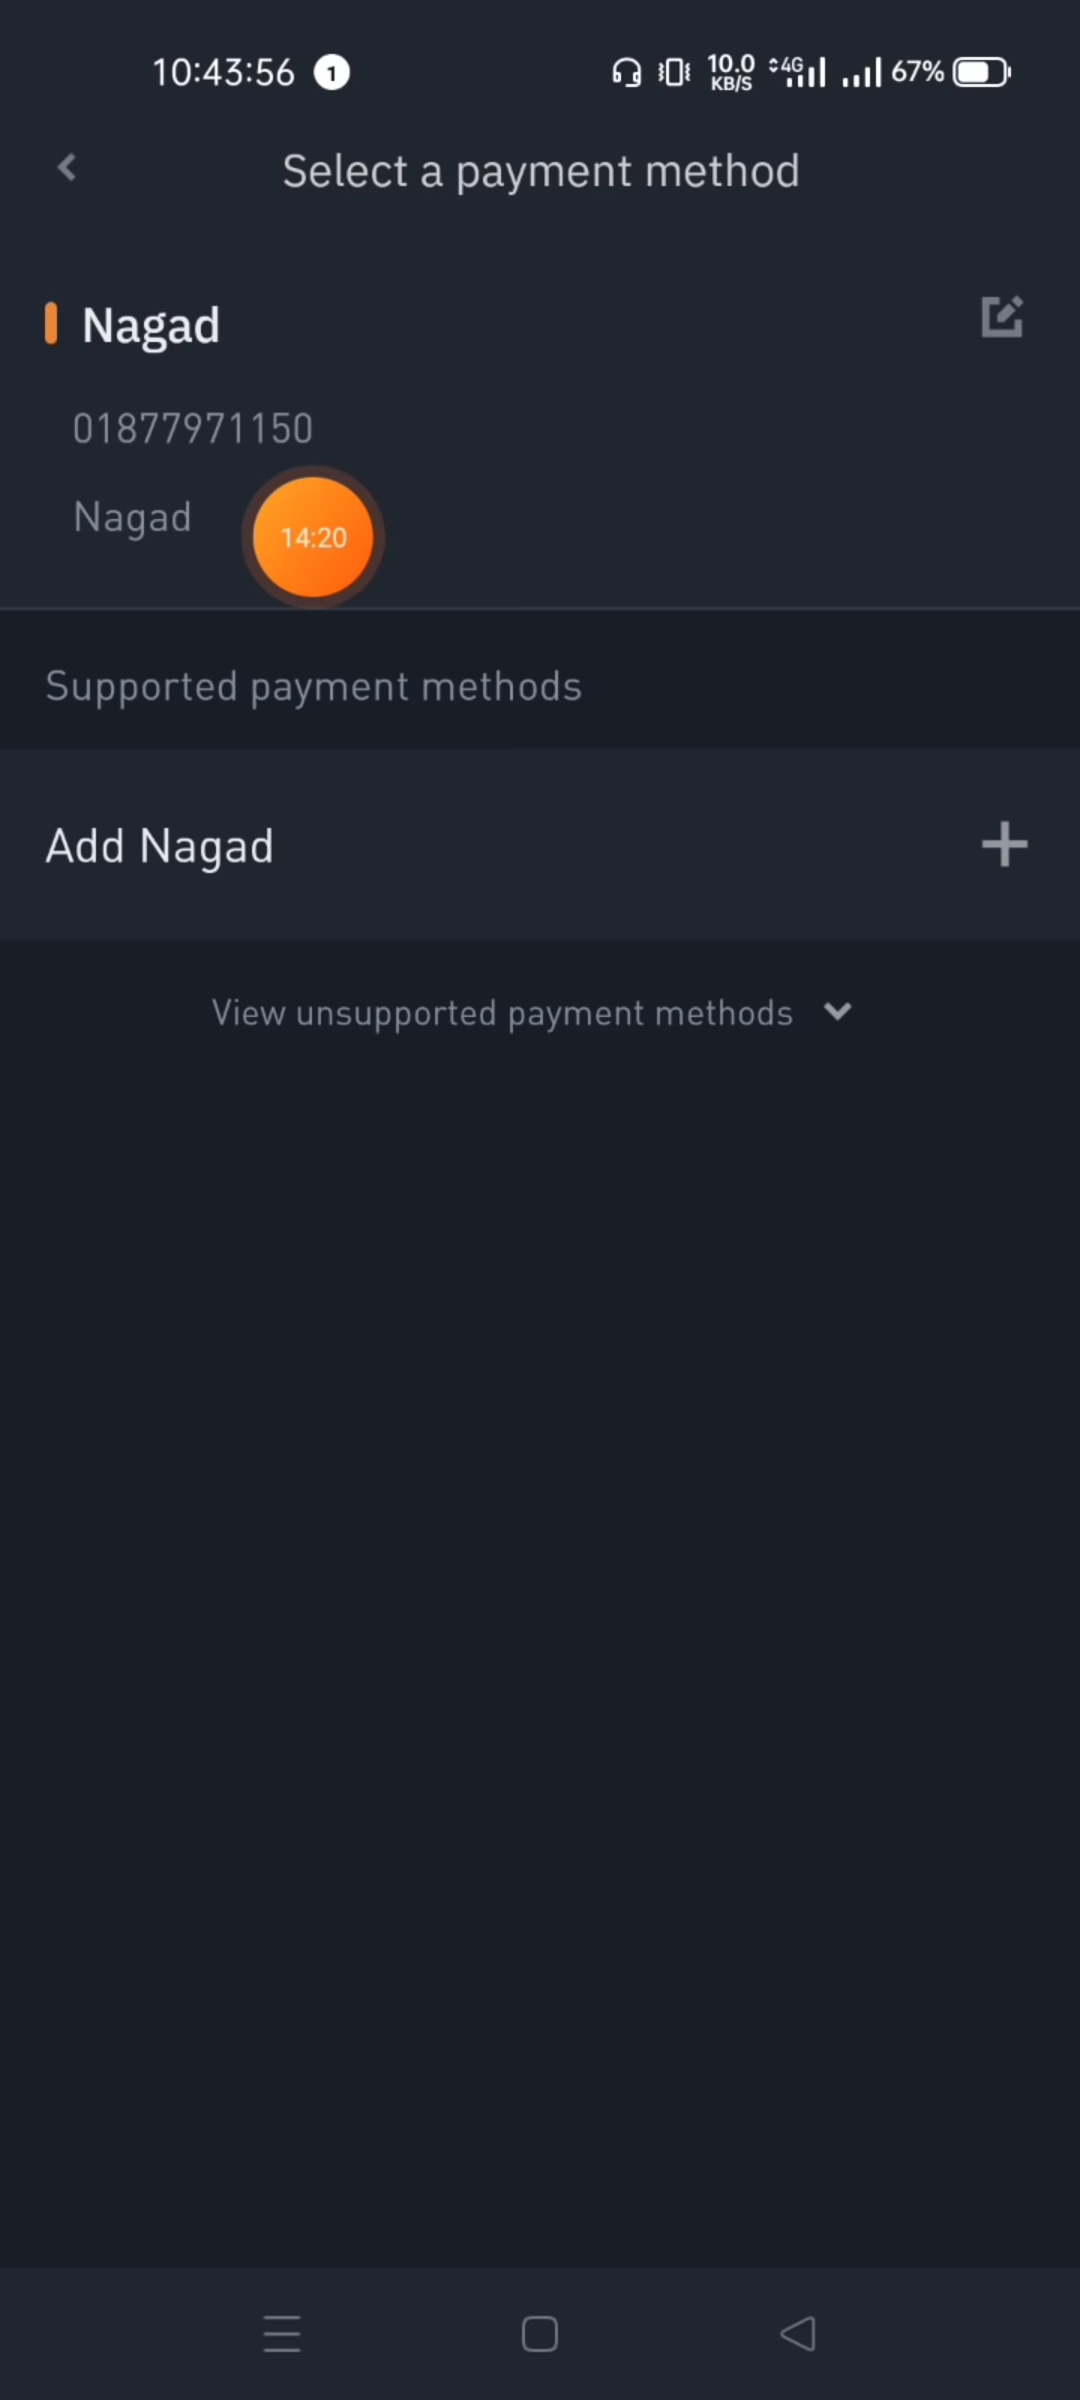 10:43:56 1 10.0 KB/S 4G 67%
Select a payment method
Nagad
01877971150
Nagad
14:20
Supported payment methods
Add Nagad
View unsupported payment methods